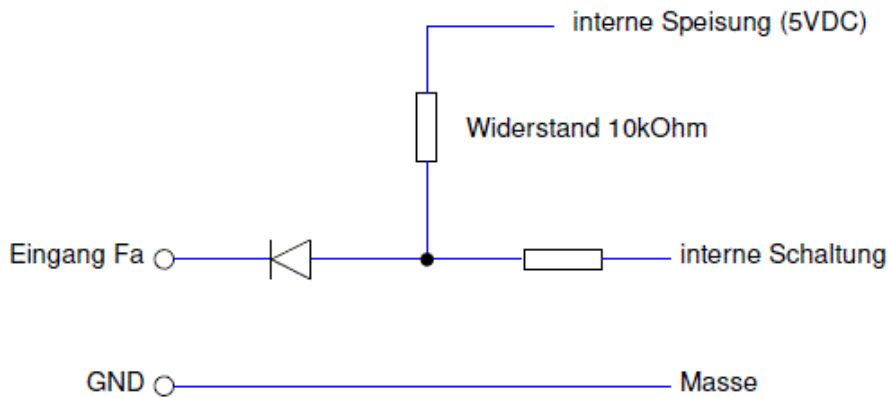 interne Speisung (5VDC)
Widerstand 10kOhm
Eingang Fa
interne Schaltung
GND
Masse